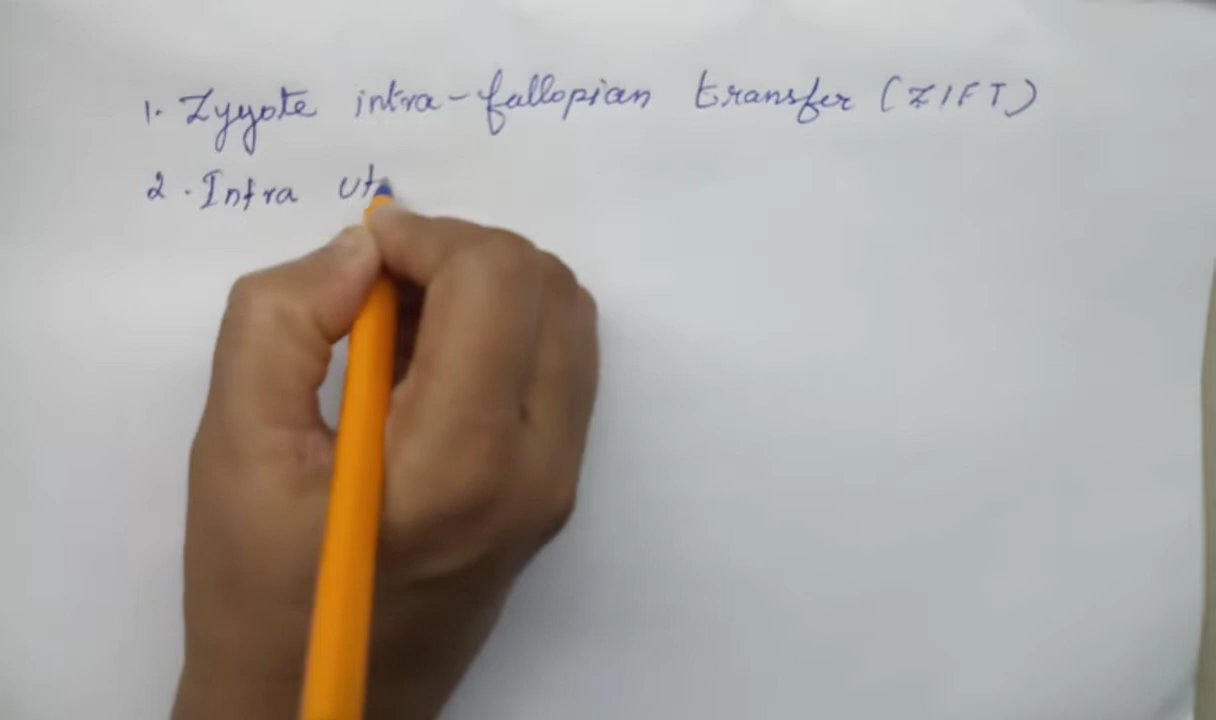 1. Zygote intra-fallopian transfer (ZIFT)
2. Intra ut